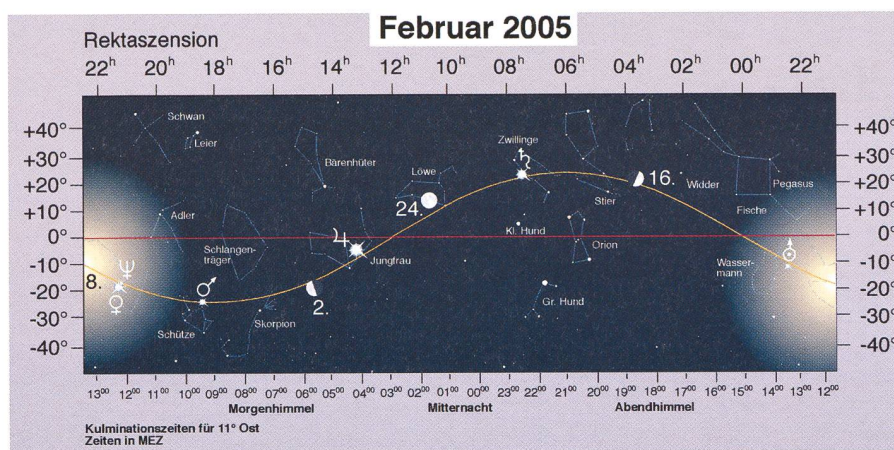 Februar 2005
Rektaszension
22h 20h 18h 16h 14h 12h 10h 08h 06h 04h 02h 00h 22h
+40° +40°
+30° +30°
+20° +20°
+10° +10°
0° 0°
-10° -10°
-20° -20°
-30° -30°
-40° -40°
Schwan
Leier
Bärenhüter
Zwillinge
Löwe
16.
Widder
Pegasus
Adler
24.
Stier
Fische
Kl. Hund
Schlangen-
träger
Jungfrau
Orion
Wasser-
mann
8.
2.
Gr. Hund
Schütze
Skorpion
13⁰⁰ 12⁰⁰ 11⁰⁰ 10⁰⁰ 09⁰⁰ 08⁰⁰ 07⁰⁰ 06⁰⁰ 05⁰⁰ 04⁰⁰ 03⁰⁰ 02⁰⁰ 01⁰⁰ 00⁰⁰ 23⁰⁰ 22⁰⁰ 21⁰⁰ 20⁰⁰ 19⁰⁰ 18⁰⁰ 17⁰⁰ 16⁰⁰ 15⁰⁰ 14⁰⁰ 13⁰⁰ 12⁰⁰
Morgenhimmel Mitternacht Abendhimmel
Kulminationszeiten für 11° Ost
Zeiten in MEZ